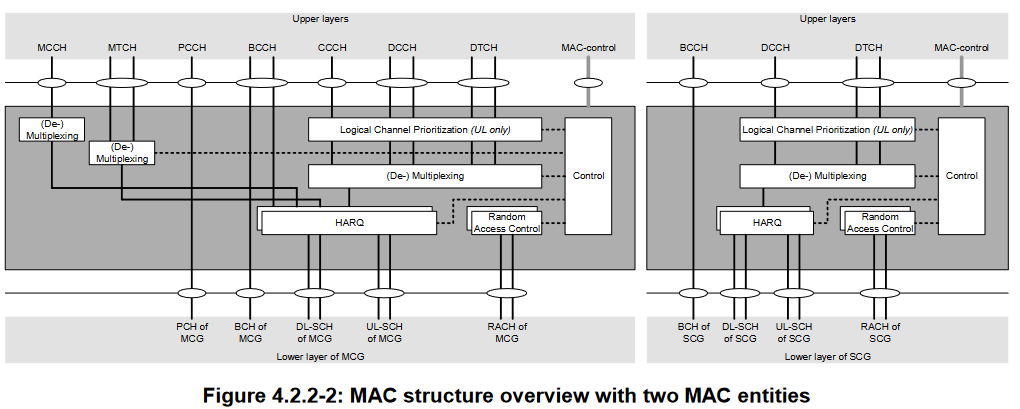 Upper layers
Upper layers
MCCH MTCH PCCH BCCH CCCH DCCH DTCH MAC-control
BCCH DCCH DTCH MAC-control
(De-)
Multiplexing
(De-)
Multiplexing
Logical Channel Prioritization (UL only)
(De-) Multiplexing
Control
HARQ
Random
Access Control
Logical Channel Prioritization (UL only)
(De-) Multiplexing
Control
HARQ
Random
Access Control
PCH of
MCG
BCH of
MCG
DL-SCH
of MCG
UL-SCH
of MCG
RACH of
MCG
Lower layer of MCG
BCH of
SCG
DL-SCH
of SCG
UL-SCH
of SCG
RACH of
SCG
Lower layer of SCG
Figure 4.2.2-2: MAC structure overview with two MAC entities